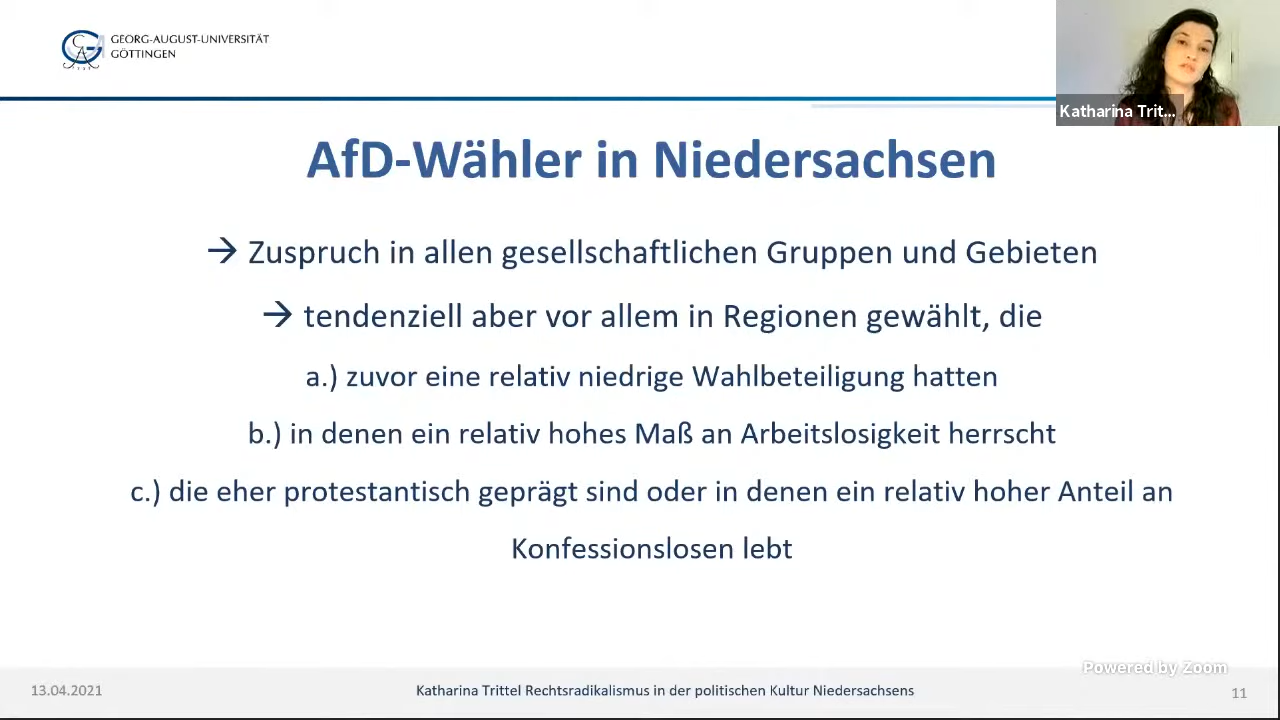 GEORG-AUGUST-UNIVERSITÄT
GÖTTINGEN
Katharina Trit...
AfD-Wähler in Niedersachsen
→ Zuspruch in allen gesellschaftlichen Gruppen und Gebieten
→ tendenziell aber vor allem in Regionen gewählt, die
a.) zuvor eine relativ niedrige Wahlbeteiligung hatten
b.) in denen ein relativ hohes Maß an Arbeitslosigkeit herrscht
c.) die eher protestantisch geprägt sind oder in denen ein relativ hoher Anteil an
Konfessionslosen lebt
Powered by Zoom
13.04.2021
Katharina Trittel Rechtsradikalismus in der politischen Kultur Niedersachsens
11